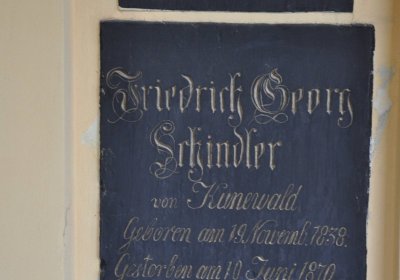 Friedrich Georg
Schindler
von Kunewald
Geboren am 19. Novemb. 1838.
Gestorben am 10. Juni 1870.